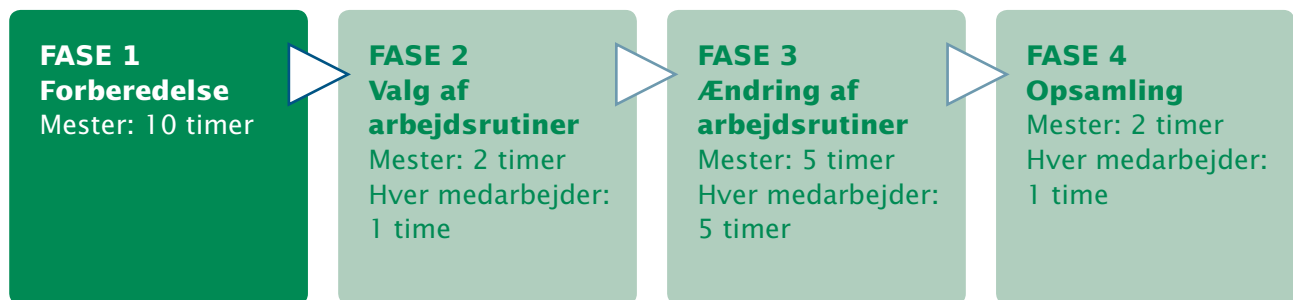 FASE 1
Forberedelse
Mester: 10 timer
FASE 2
Valg af
arbejdsrutiner
Mester: 2 timer
Hver medarbejder:
1 time
FASE 3
Ændring af
arbejdsrutiner
Mester: 5 timer
Hver medarbejder:
5 timer
FASE 4
Opsamling
Mester: 2 timer
Hver medarbejder:
1 time